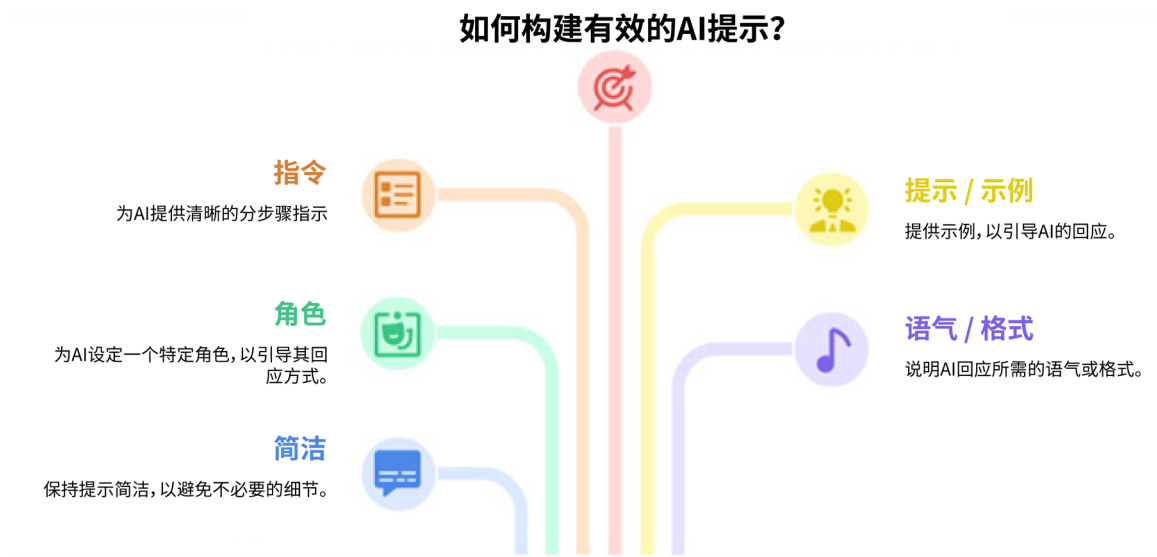 如何构建有效的AI提示？
指令
为AI提供清晰的分步骤指示
角色
为AI设定一个特定角色，以引导其回
应方式。
简洁
保持提示简洁，以避免不必要的细节。
提示 / 示例
提供示例，以引导AI的回应。
语气 / 格式
说明AI回应所需的语气或格式。